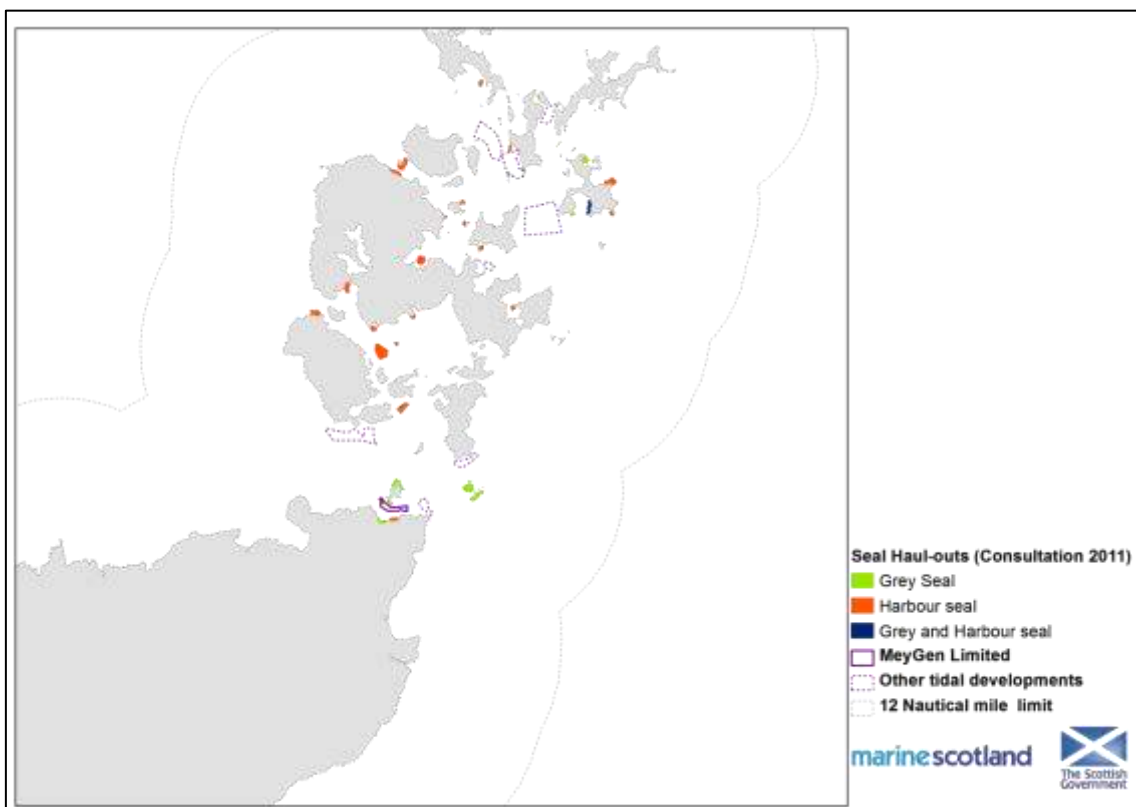 Seal Haul-outs (Consultation 2011)
Grey Seal
Harbour seal
Grey and Harbour seal
MeyGen Limited
Other tidal developments
12 Nautical mile limit
marinescotland
The Scottish
Government